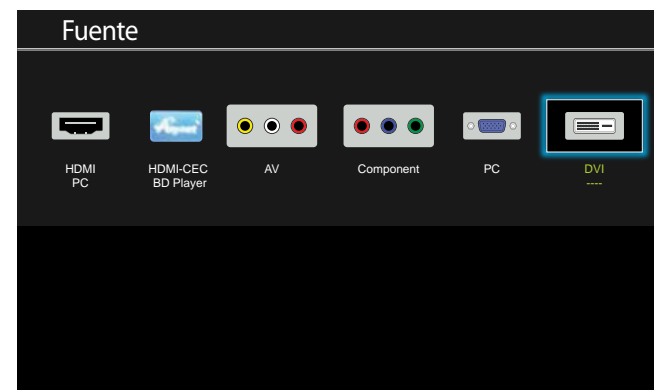 Fuente
HDMI
PC
HDMI-CEC
BD Player
AV
Component
PC
DVI
----